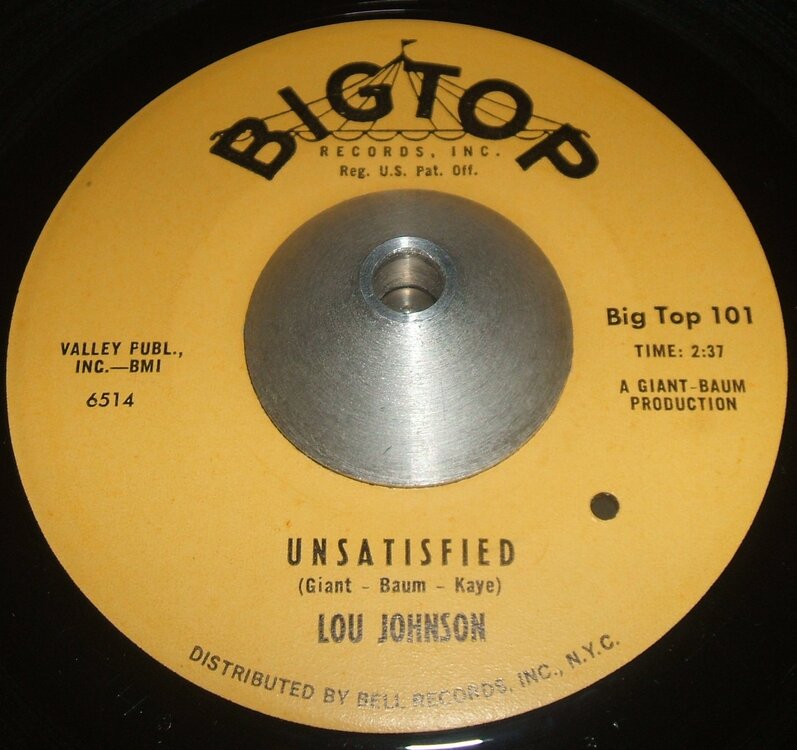 BIGTOP
RECORDS, INC.
Reg. U.S. Pat. Off.
Big Top 101
TIME: 2:37
A GIANT-BAUM
PRODUCTION
VALLEY PUBL.,
INC.—BMI
6514
UNSATISFIED
(Giant - Baum - Kaye)
LOU JOHNSON
DISTRIBUTED BY BELL RECORDS, INC., N.Y.C.